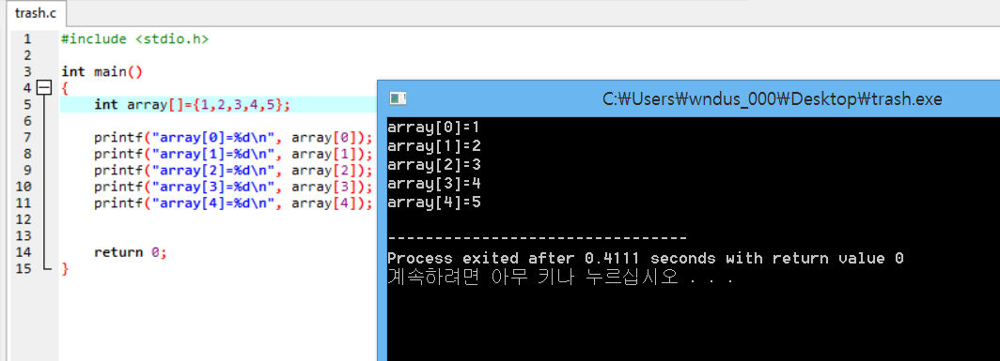 trash.c
1 #include <stdio.h>
2
3 int main()
4 {
5 int array[]={1,2,3,4,5};
6
7 printf("array[0]=%d\n", array[0]);
8 printf("array[1]=%d\n", array[1]);
9 printf("array[2]=%d\n", array[2]);
10 printf("array[3]=%d\n", array[3]);
11 printf("array[4]=%d\n", array[4]);
12
13
14 return 0;
15 }
C:₩Users₩wndus_000₩Desktop₩trash.exe
array[0]=1
array[1]=2
array[2]=3
array[3]=4
array[4]=5
--------------------------------
Process exited after 0.4111 seconds with return value 0
계속하려면 아무 키나 누르십시오 . . .